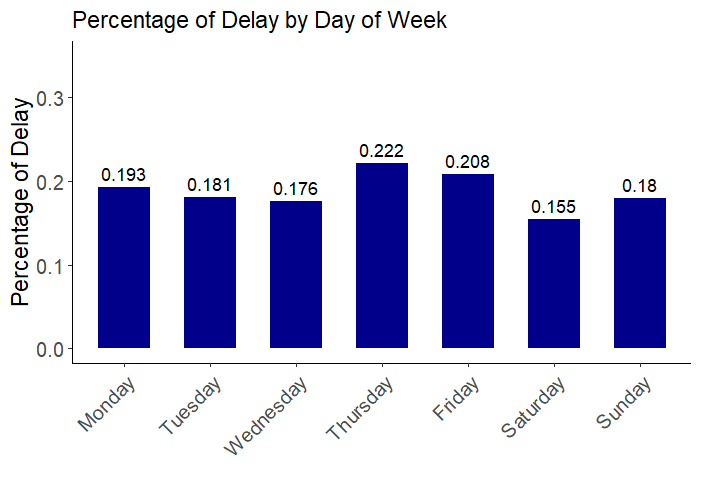 Percentage of Delay by Day of Week
Percentage of Delay
0.3
0.2
0.1
0.0
0.193
0.181
0.176
0.222
0.208
0.155
0.18
Monday
Tuesday
Wednesday
Thursday
Friday
Saturday
Sunday